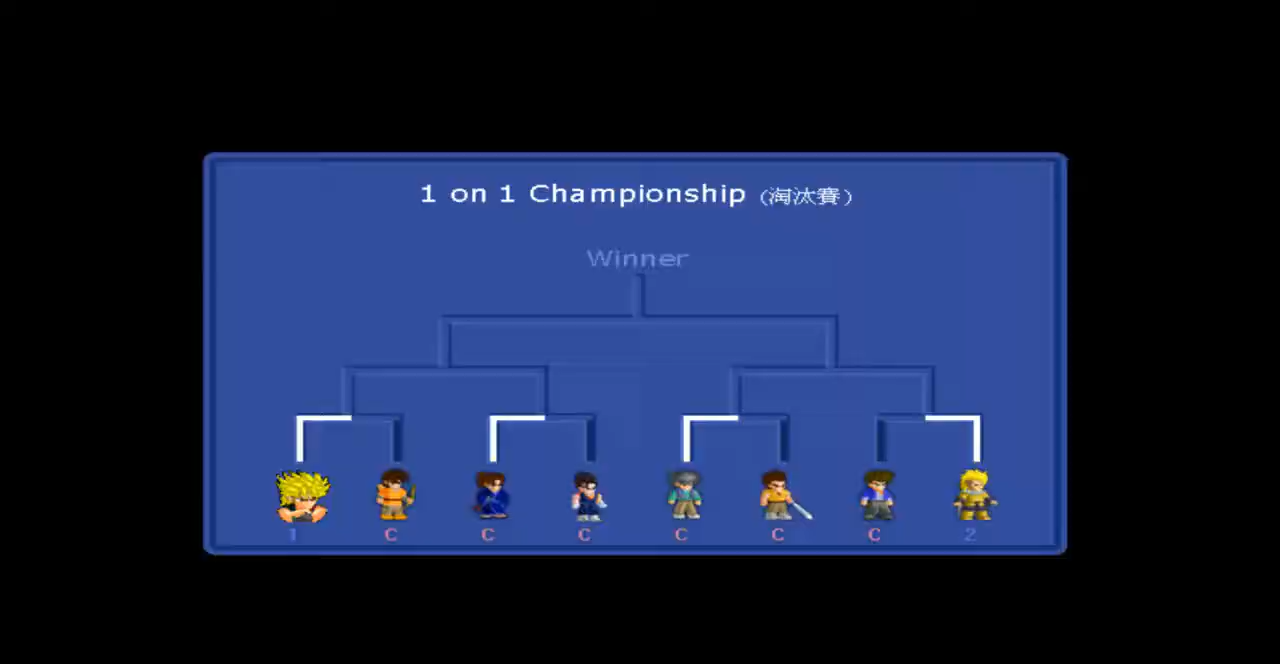 1 on 1 Championship (淘汰賽)
Winner
1 C C C C C C 2